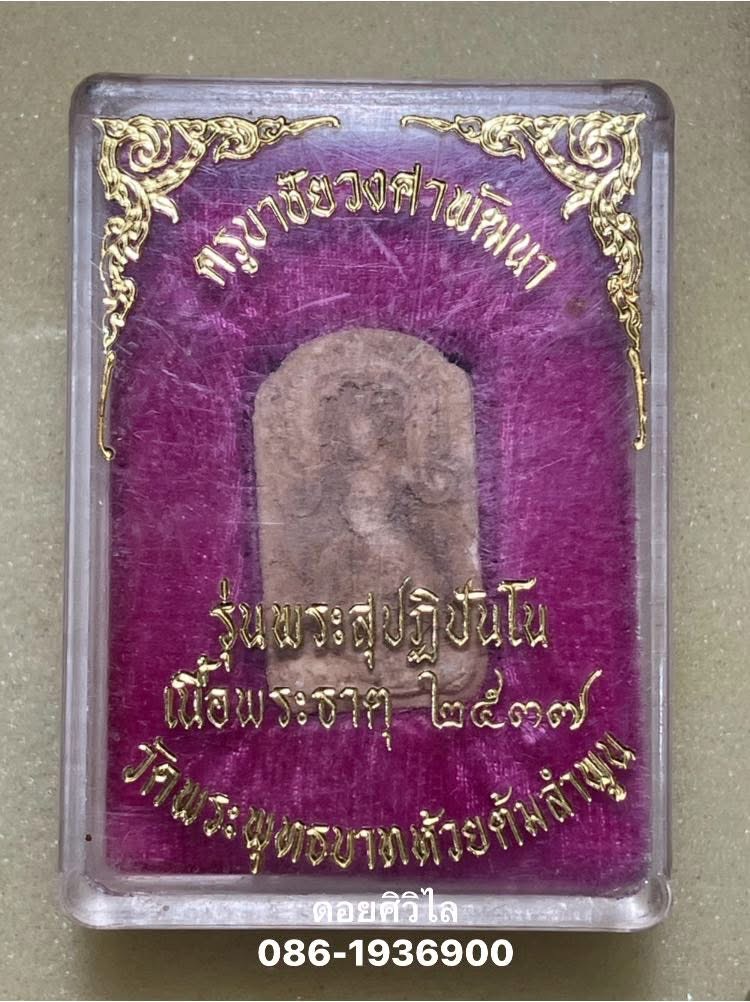 ครูบาชัยวงศาพัฒนา
รุ่นพระสุปฏิปันโน
เนื้อพระธาตุ ๒๕๓๗
วัดพระพุทธบาทห้วยต้มลำพูน
ดอยศิวิไล
086-1936900